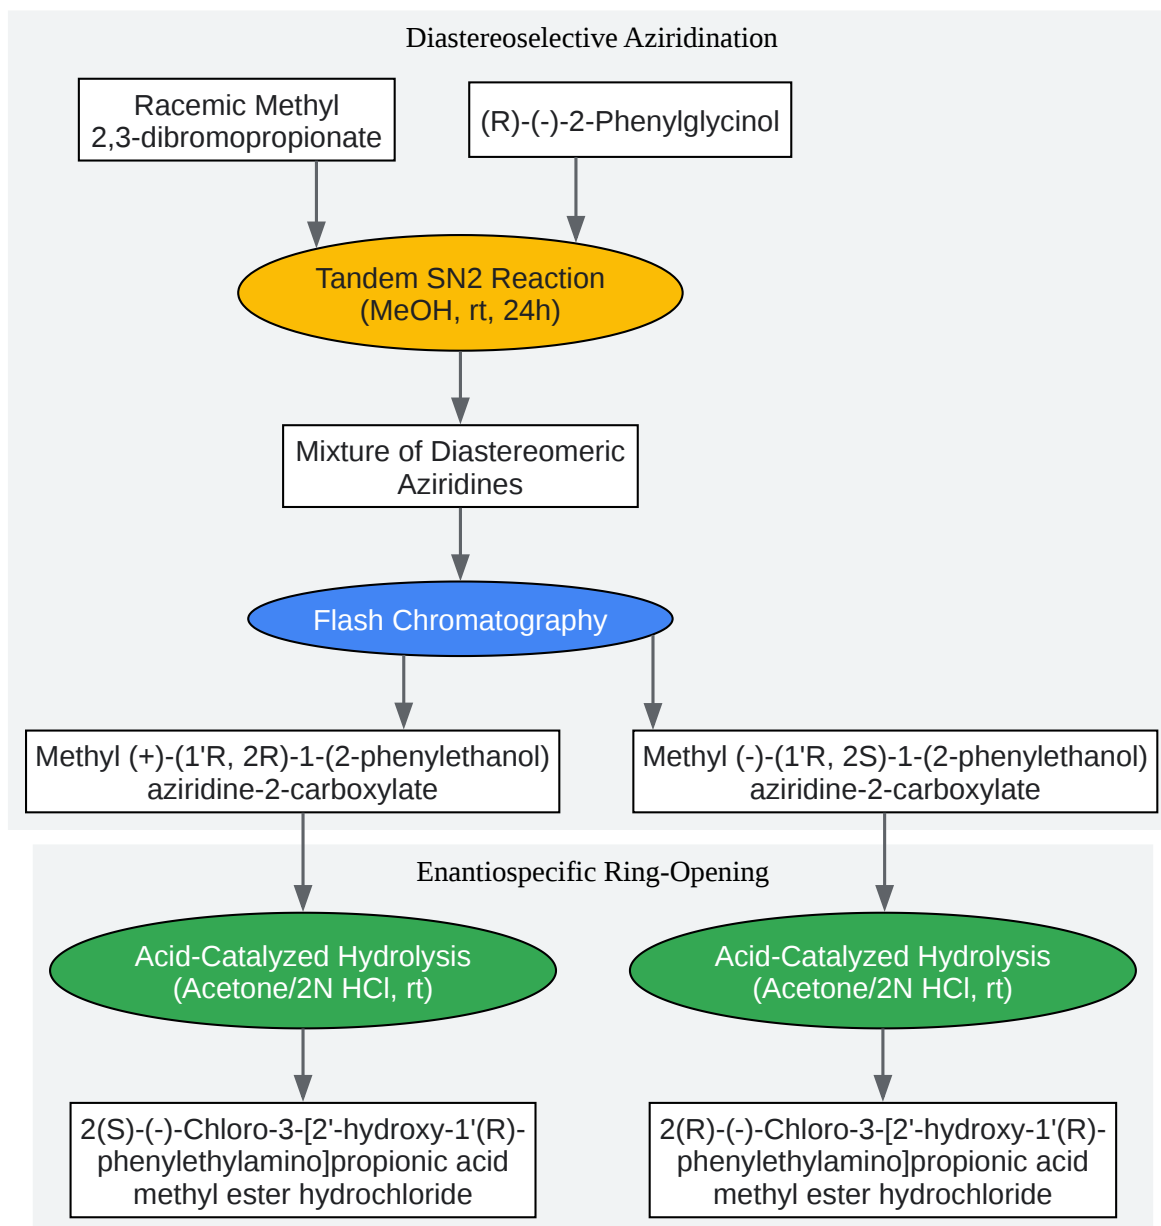 Diastereoselective Aziridination
Racemic Methyl
2,3-dibromopropionate
(R)-(-)-2-Phenylglycinol
Tandem SN2 Reaction
(MeOH, rt, 24h)
Mixture of Diastereomeric
Aziridines
Flash Chromatography
Methyl (+)-(1'R, 2R)-1-(2-phenylethanol)
aziridine-2-carboxylate
Methyl (-)-(1'R, 2S)-1-(2-phenylethanol)
aziridine-2-carboxylate
Enantiospecific Ring-Opening
Acid-Catalyzed Hydrolysis
(Acetone/2N HCl, rt)
Acid-Catalyzed Hydrolysis
(Acetone/2N HCl, rt)
2(S)-(-)-Chloro-3-[2'-hydroxy-1'(R)-
phenylethylamino]propionic acid
methyl ester hydrochloride
2(R)-(-)-Chloro-3-[2'-hydroxy-1'(R)-
phenylethylamino]propionic acid
methyl ester hydrochloride